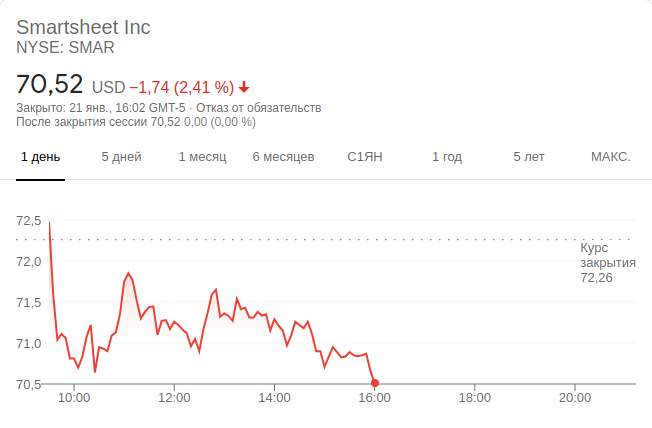 Smartsheet Inc
NYSE: SMAR
70,52 USD −1,74 (2,41 %)
Закрыто: 21 янв., 16:02 GMT-5 · Отказ от обязательств
После закрытия сессии 70,52 0,00 (0,00 %)
1 день 5 дней 1 месяц 6 месяцев С1ЯН 1 год 5 лет МАКС.
72,5
Курс
закрытия
72,26
72,0
71,5
71,0
70,5
10:00 12:00 14:00 16:00 18:00 20:00